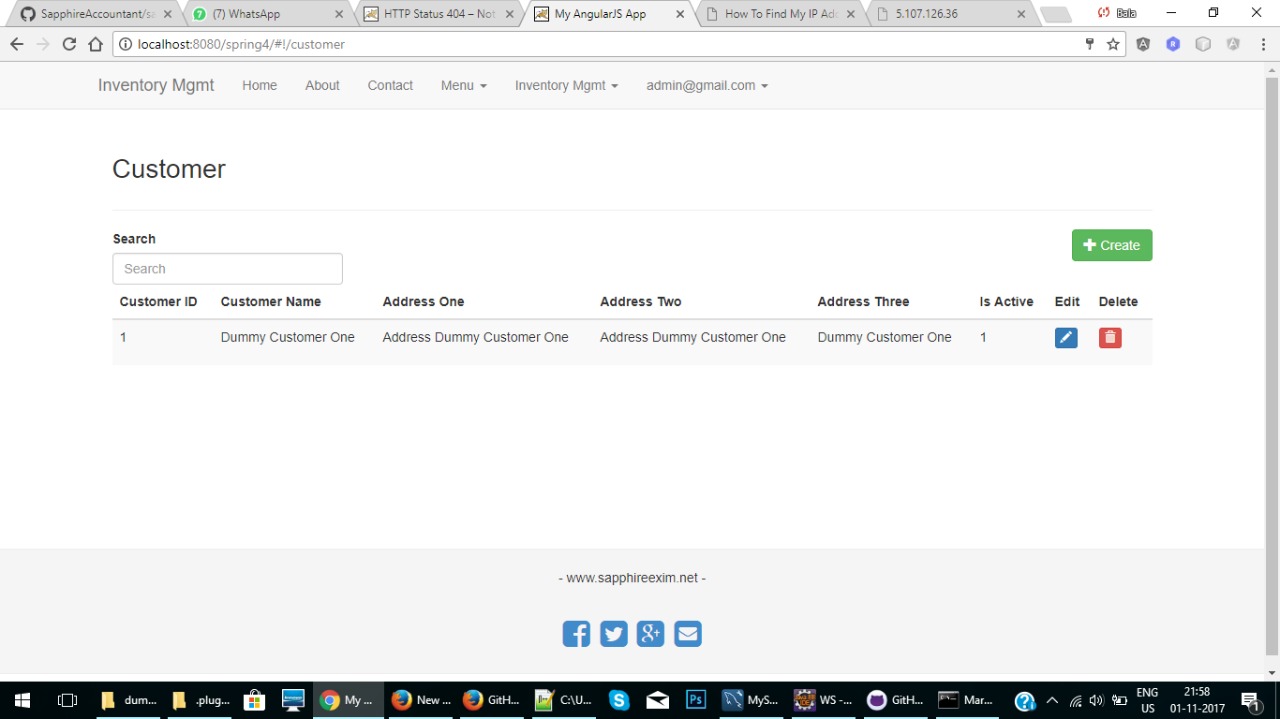 SapphireAccountant/sa
(7) WhatsApp
HTTP Status 404 – Not
My AngularJS App
How To Find My IP Add
5.107.126.36
Bala
localhost:8080/spring4/#!/customer
Inventory Mgmt Home About Contact Menu Inventory Mgmt admin@gmail.com
Customer
Search
Create
Search
Customer ID Customer Name Address One Address Two Address Three Is Active Edit Delete
1 Dummy Customer One Address Dummy Customer One Address Dummy Customer One Dummy Customer One 1
- www.sapphireexim.net -
dum... .plug... My ... New ... GitH... C:\U... Ps MyS... WS -... GitH... Mar...
ENG
US
21:58
01-11-2017
1